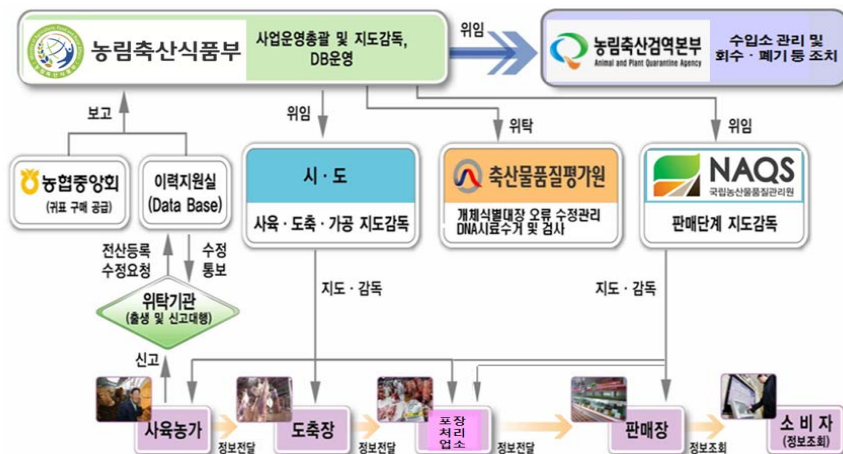 농림축산식품부
사업운영총괄 및 지도감독,
DB운영
위임
농림축산검역본부
Animal and Plant Quarantine Agency
수입소 관리 및
회수·폐기 등 조치
보고
위임
위탁
위임
농협중앙회
(귀표 구매 공급)
이력지원실
(Data Base)
시·도
사육·도축·가공 지도감독
축산물품질평가원
개체식별대장 오류 수정관리
DNA시료수거 및 검사
NAQS
국립농산물품질관리원
판매단계 지도감독
전산등록
수정요청
수정
통보
위탁기관
(출생 및 신고대행)
신고
지도·감독
지도·감독
사육농가
정보전달
도축장
정보전달
포장
처리
업소
정보전달
판매장
정보조회
소비자
(정보조회)